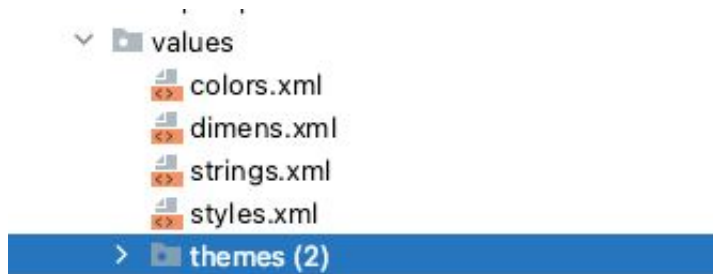 values
colors.xml
dimens.xml
strings.xml
styles.xml
themes (2)